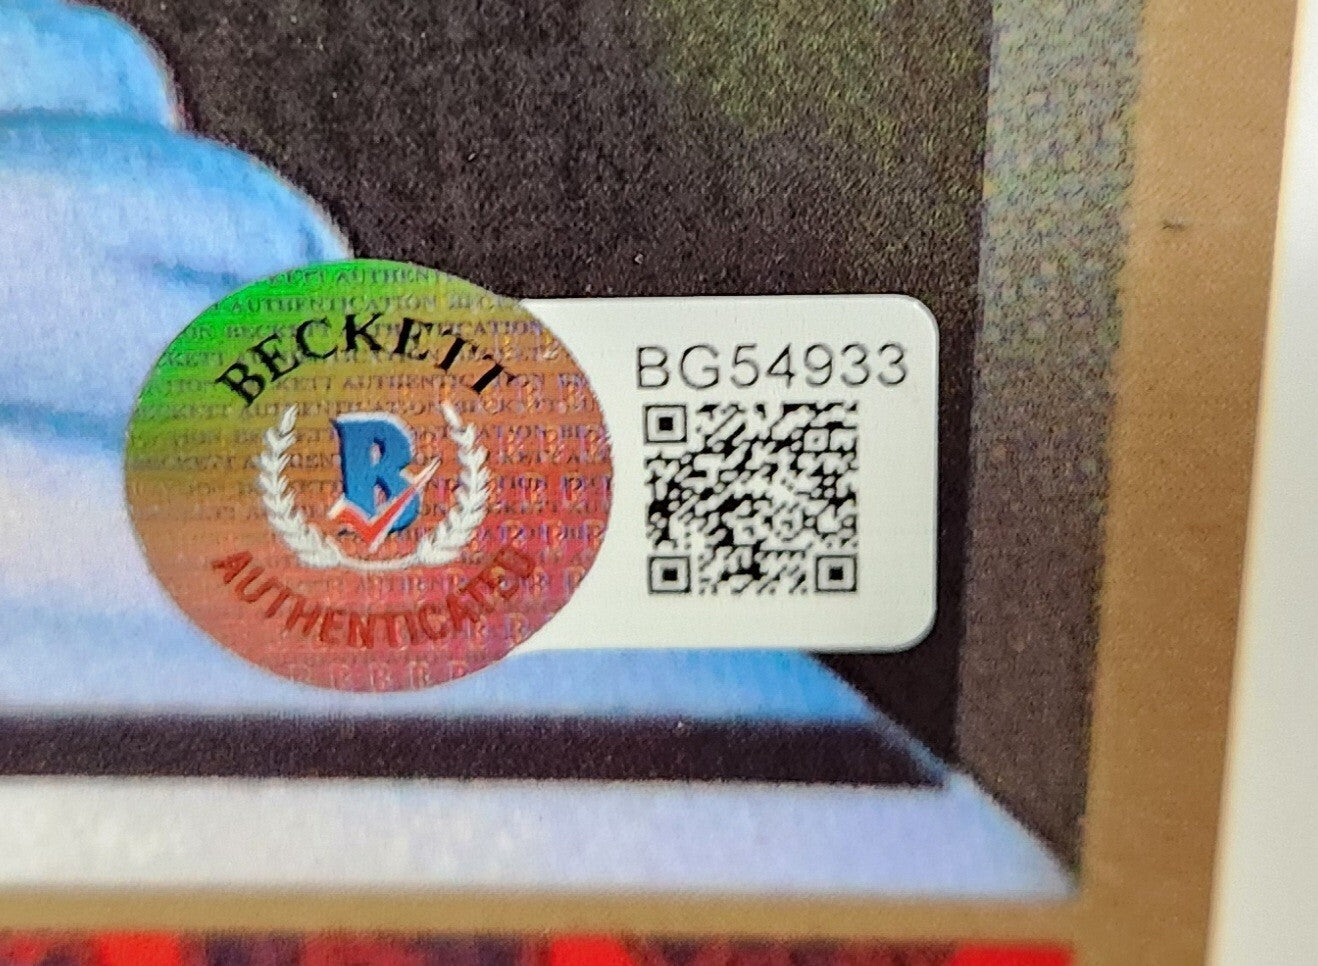 BECKETT
B
AUTHENTICATED
BG54933